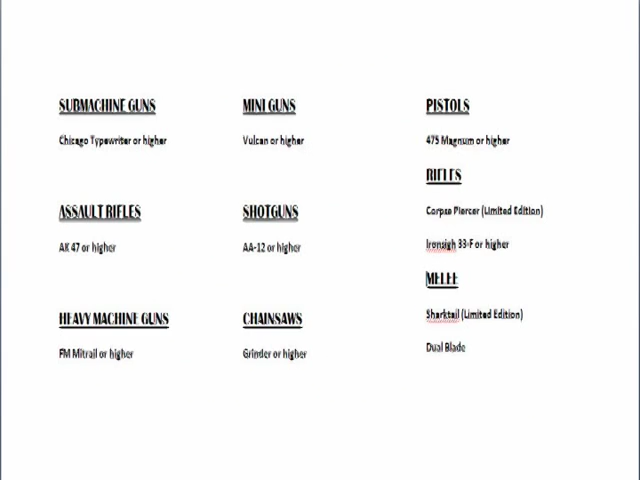 SUBMACHINE GUNS
Chicago Typewriter or higher
ASSAULT RIFLES
AK 47 or higher
HEAVY MACHINE GUNS
FM Mitrail or higher
MINI GUNS
Vulcan or higher
SHOTGUNS
AA-12 or higher
CHAINSAWS
Grinder or higher
PISTOLS
475 Magnum or higher
RIFLES
Corpse Piercer (Limited Edition)
Ironsigh 33-F or higher
MELEE
Sharktail (Limited Edition)
Dual Blade